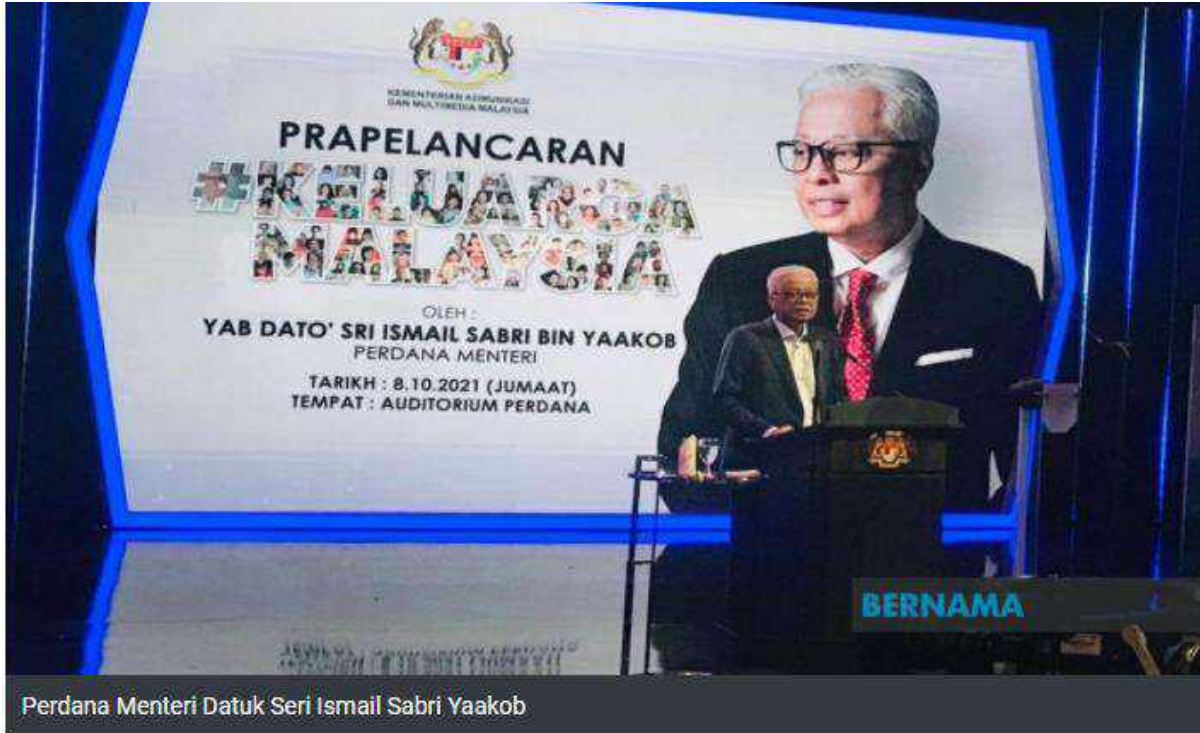 KEMENTERIAN KOMUNIKASI
DAN MULTIMEDIA MALAYSIA
PRAPELANCARAN
#KELUARGA
MALAYSIA
OLEH :
YAB DATO' SRI ISMAIL SABRI BIN YAAKOB
PERDANA MENTERI
TARIKH : 8.10.2021 (JUMAAT)
TEMPAT : AUDITORIUM PERDANA
BERNAMA
Perdana Menteri Datuk Seri Ismail Sabri Yaakob